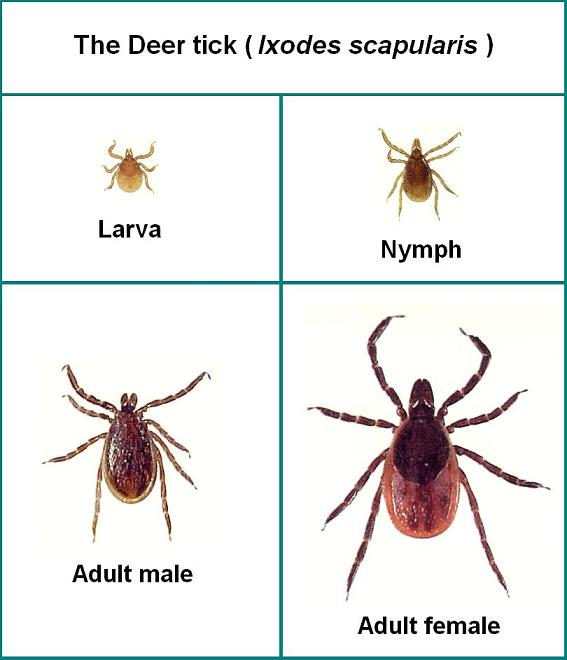 The Deer tick ( Ixodes scapularis )
Larva
Nymph
Adult male
Adult female